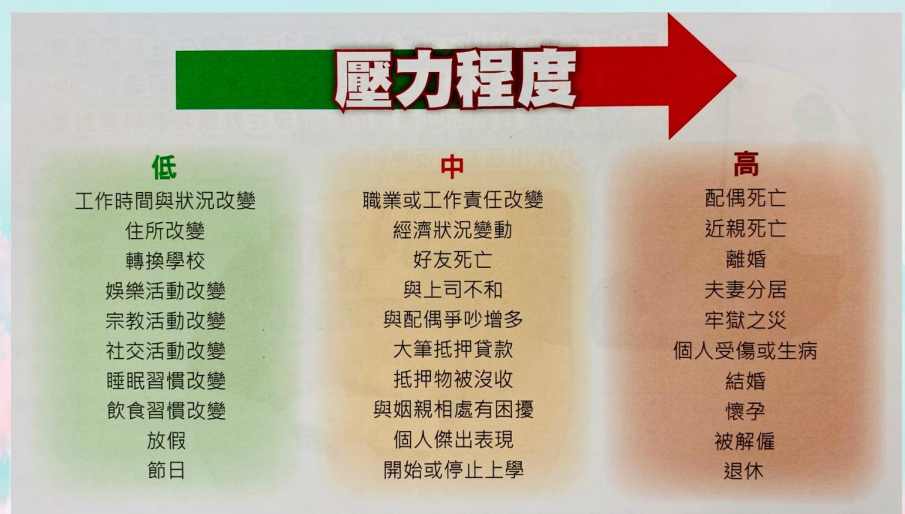 壓力程度
低
工作時間與狀況改變
住所改變
轉換學校
娛樂活動改變
宗教活動改變
社交活動改變
睡眠習慣改變
飲食習慣改變
放假
節日
中
職業或工作責任改變
經濟狀況變動
好友死亡
與上司不和
與配偶爭吵增多
大筆抵押貸款
抵押物被沒收
與姻親相處有困擾
個人傑出表現
開始或停止上學
高
配偶死亡
近親死亡
離婚
夫妻分居
牢獄之災
個人受傷或生病
結婚
懷孕
被解僱
退休